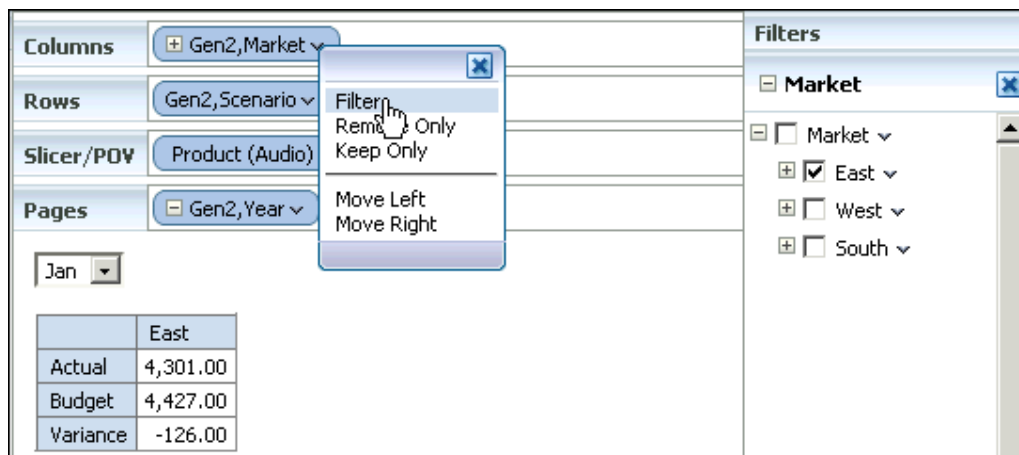 Columns
Gen2,Market
Rows
Gen2,Scenario
Slicer/POV
Product (Audio)
Pages
Gen2,Year
Filter
Only
Keep Only
Move Left
Move Right
Jan
East
Actual 4,301.00
Budget 4,427.00
Variance -126.00
Filters
Market
Market
East
West
South